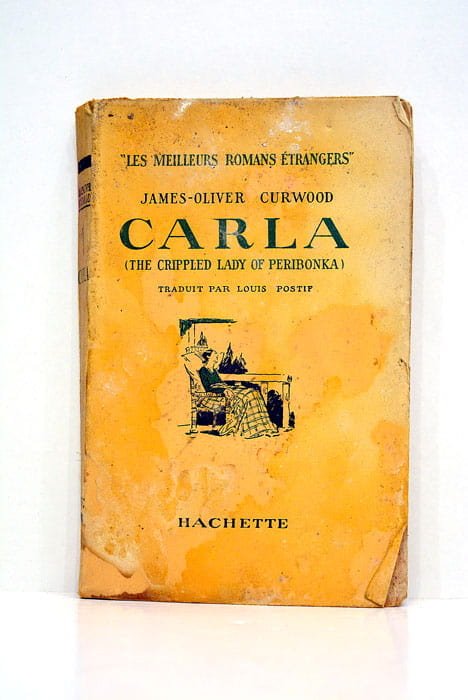 "LES MEILLEURS ROMANS ÉTRANGERS"
JAMES-OLIVER CURWOOD
CARLA
(THE CRIPPLED LADY OF PERIBONKA)
TRADUIT PAR LOUIS POSTIF
HACHETTE